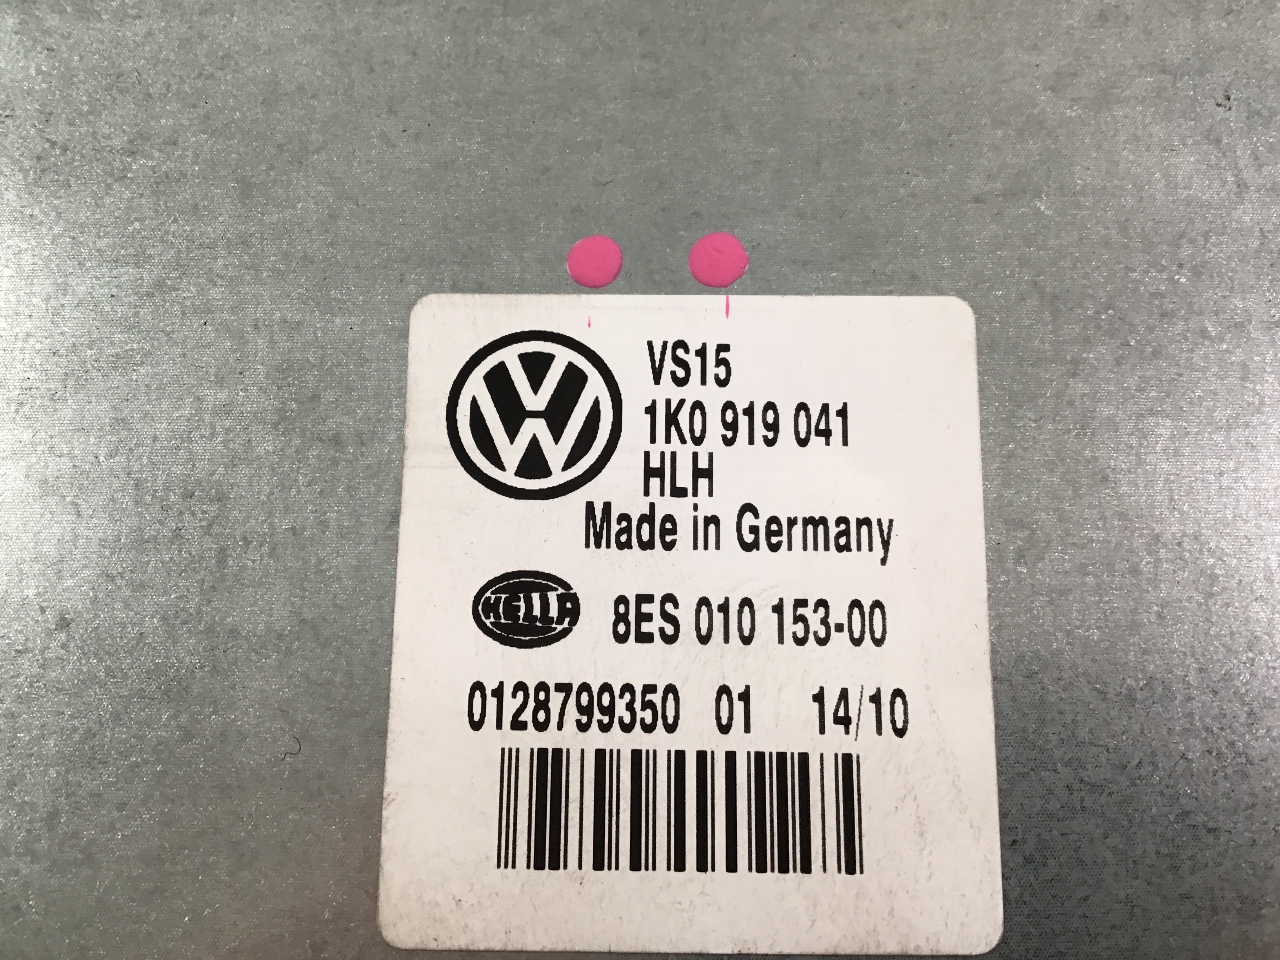 VS15
1K0 919 041
HLH
Made in Germany
HELLA 8ES 010 153-00
0128799350 01 14/10